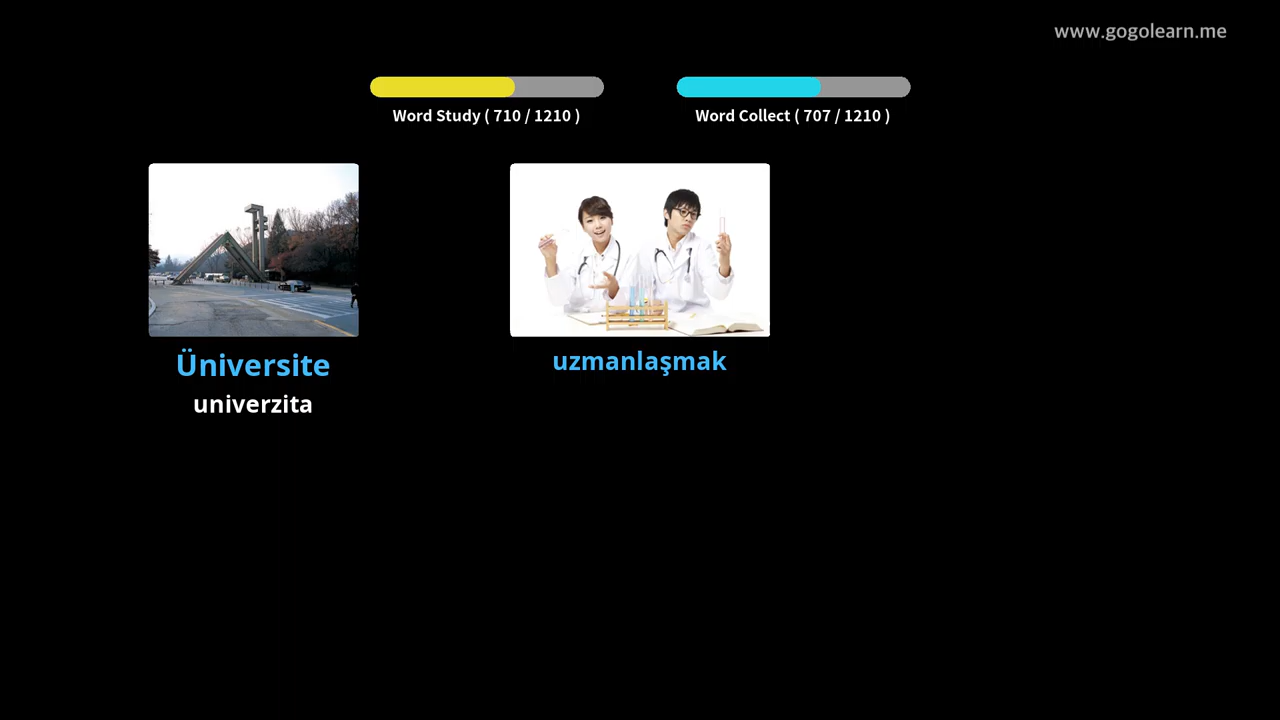 www.gogolearn.me
Word Study ( 710 / 1210 )
Word Collect ( 707 / 1210 )
Üniversite
univerzita
uzmanlaşmak